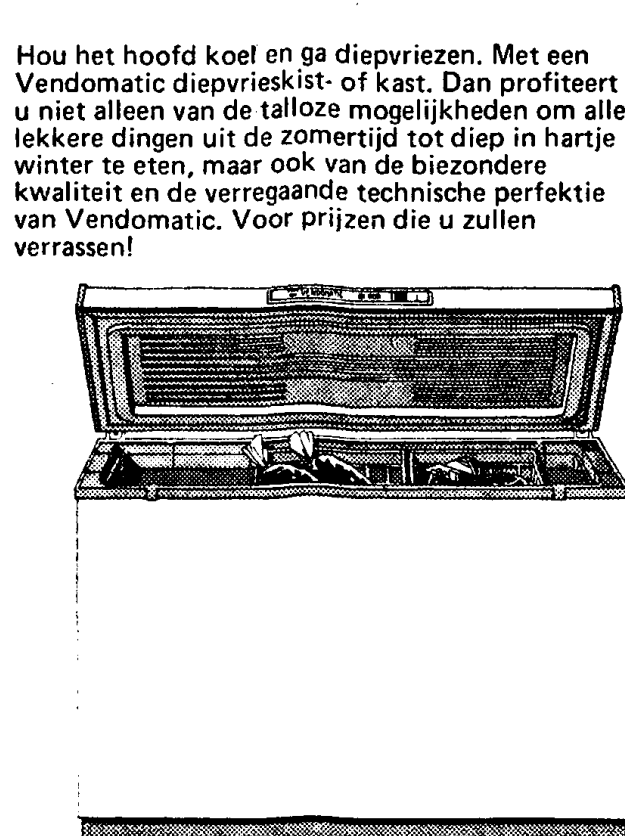 Hou het hoofd koel en ga diepvriezen. Met een
Vendomatic diepvrieskist- of kast. Dan profiteert
u niet alleen van de talloze mogelijkheden om alle
lekkere dingen uit de zomertijd tot diep in hartje
winter te eten, maar ook van de biezondere
kwaliteit en de verregaande technische perfektie
van Vendomatic. Voor prijzen die u zullen
verrassen!